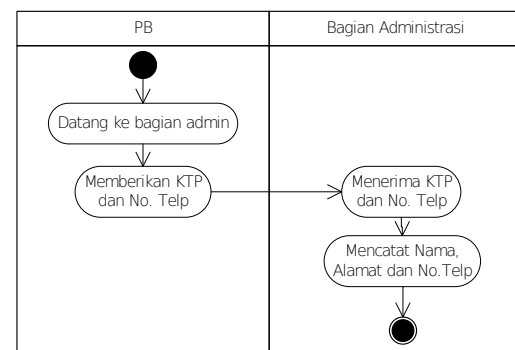 PB
Bagian Administrasi
Datang ke bagian admin
Memberikan KTP
dan No. Telp
Menerima KTP
dan No. Telp
Mencatat Nama,
Alamat dan No.Telp